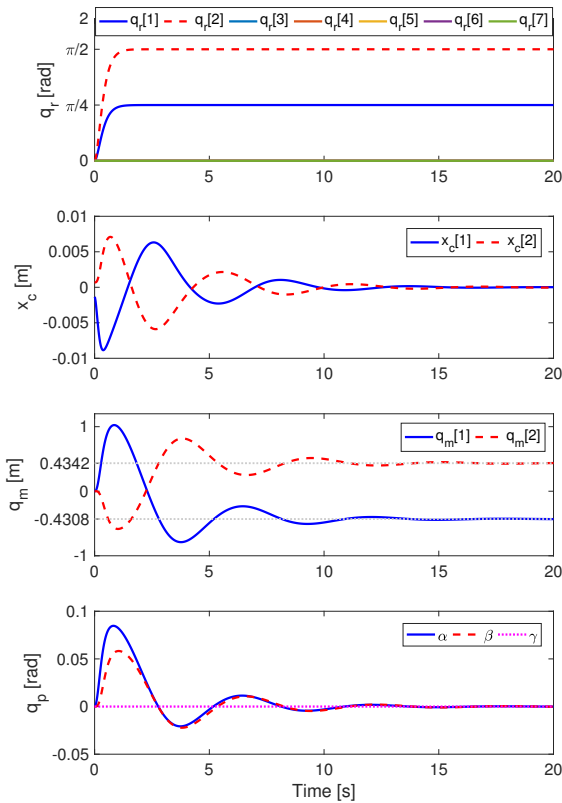 q_r[1] q_r[2] q_r[3] q_r[4] q_r[5] q_r[6] q_r[7]
2
π/2
π/4
0
q_r [rad]
0 5 10 15 20
0.01
0.005
0
-0.005
-0.01
x_c [m]
x_c[1] x_c[2]
0 5 10 15 20
1
0.4342
0
-0.4308
-1
q_m [m]
q_m[1] q_m[2]
0 5 10 15 20
0.1
0.05
0
-0.05
q_p [rad]
α β γ
0 5 10 15 20
Time [s]